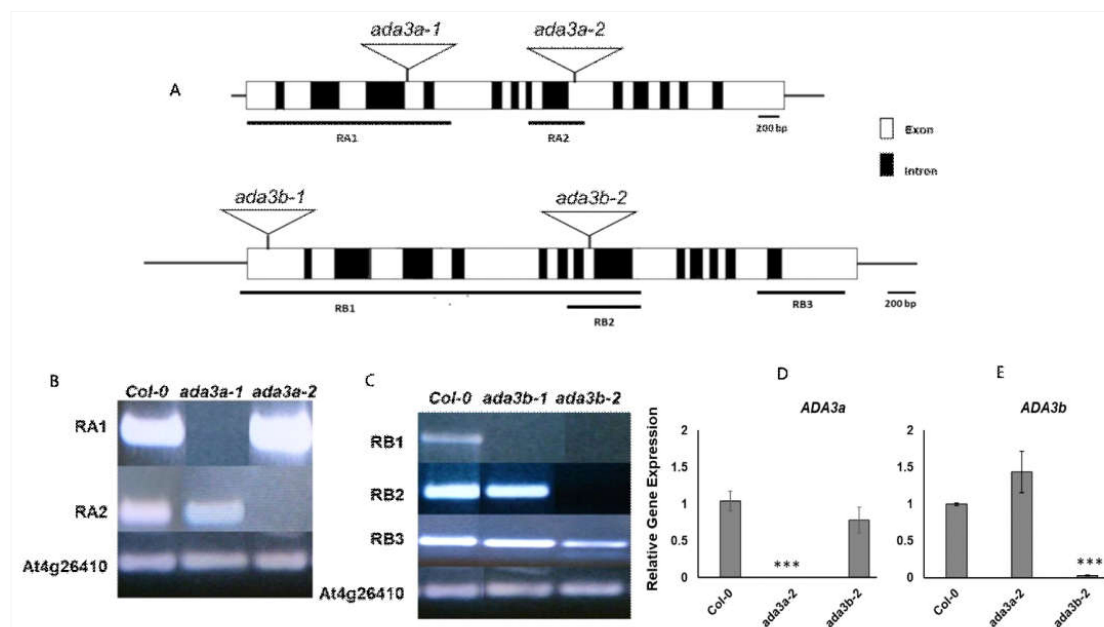 ada3a-1 ada3a-2
A
RA1 RA2 200 bp
Exon
Intron
ada3b-1 ada3b-2
RB1 RB2 RB3 200 bp
B
Col-0 ada3a-1 ada3a-2
RA1
RA2
At4g26410
C
Col-0 ada3b-1 ada3b-2
RB1
RB2
RB3
At4g26410
D
ADA3a
Relative Gene Expression
2
1.5
1
0.5
0
***
Col-0 ada3a-2 ada3b-2
E
ADA3b
2
1.5
1
0.5
0
***
Col-0 ada3a-2 ada3b-2